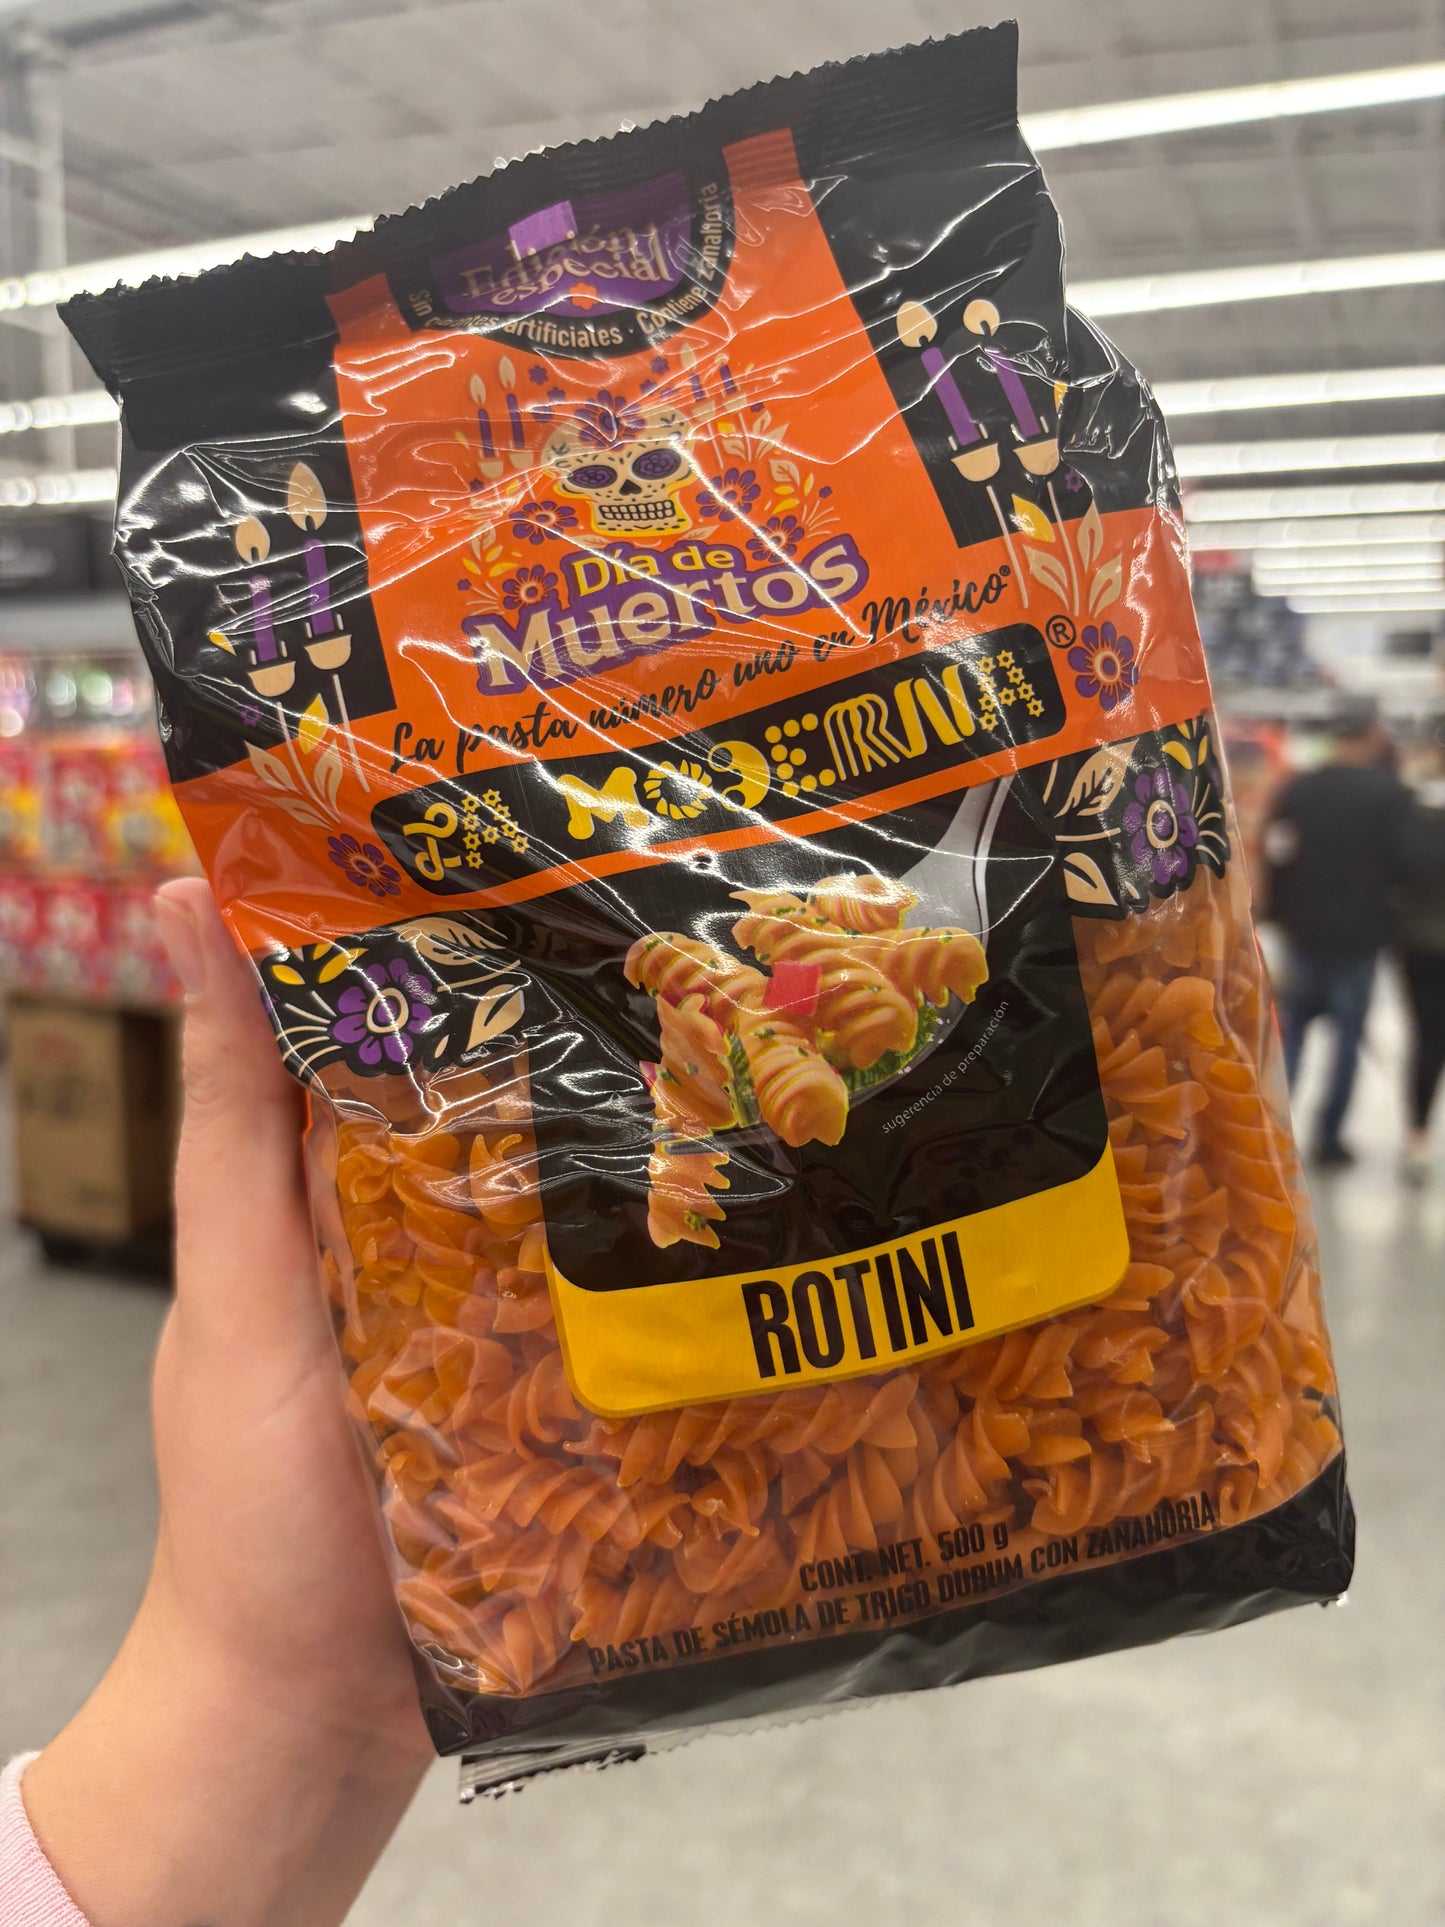 Edición
especial
Sin colorantes artificiales · Contiene zanahoria
Día de
Muertos
La pasta número uno en México®
LA MODERNA®
sugerencia de preparación
ROTINI
CONT. NET. 500 g
PASTA DE SÉMOLA DE TRIGO DURUM CON ZANAHORIA